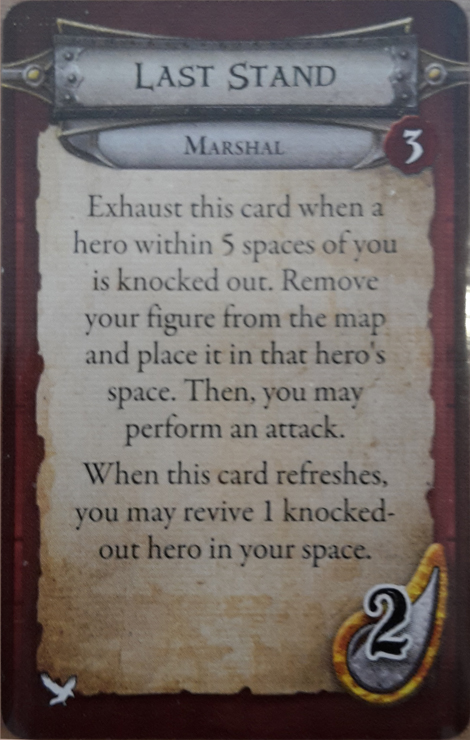 LAST STAND
MARSHAL
3
Exhaust this card when a
hero within 5 spaces of you
is knocked out. Remove
your figure from the map
and place it in that hero's
space. Then, you may
perform an attack.
When this card refreshes,
you may revive 1 knocked-
out hero in your space.
2